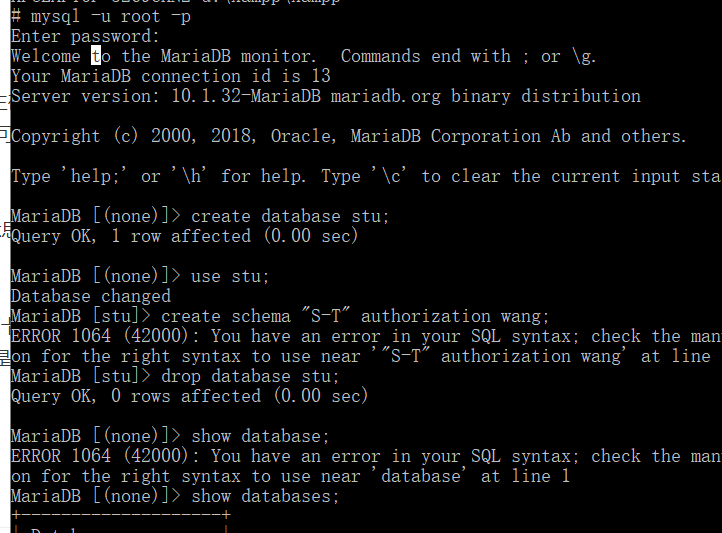 # mysql -u root -p
Enter password:
Welcome to the MariaDB monitor.  Commands end with ; or \g.
Your MariaDB connection id is 13
Server version: 10.1.32-MariaDB mariadb.org binary distribution
Copyright (c) 2000, 2018, Oracle, MariaDB Corporation Ab and others.
Type 'help;' or '\h' for help. Type '\c' to clear the current input sta
MariaDB [(none)]> create database stu;
Query OK, 1 row affected (0.00 sec)
MariaDB [(none)]> use stu;
Database changed
MariaDB [stu]> create schema "S-T" authorization wang;
ERROR 1064 (42000): You have an error in your SQL syntax; check the man
on for the right syntax to use near '"S-T" authorization wang' at line
MariaDB [stu]> drop database stu;
Query OK, 0 rows affected (0.00 sec)
MariaDB [(none)]> show database;
ERROR 1064 (42000): You have an error in your SQL syntax; check the man
on for the right syntax to use near 'database' at line 1
MariaDB [(none)]> show databases;
+--------------------+